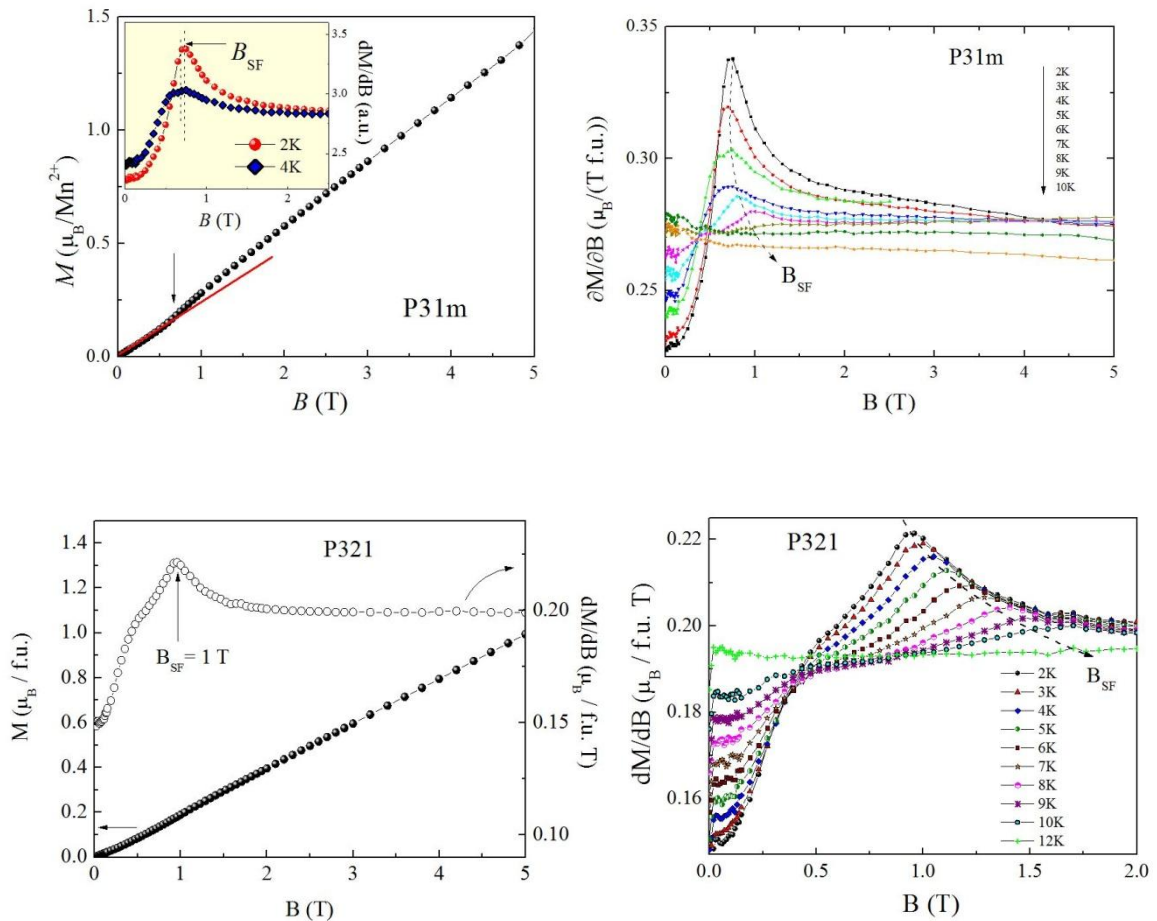 1.5
1.0
0.5
0.0
M (μB/Mn2+)
0 1 2 3 4 5
B (T)
P31m
BSF
2K
4K
3.5
3.0
2.5
dM/dB (a.u.)
0 1 2
B (T)
0.35
0.30
0.25
∂M/∂B (μB/(T f.u.))
P31m
2K
3K
4K
5K
6K
7K
8K
9K
10K
BSF
0 1 2 3 4 5
B (T)
1.4
1.2
1.0
0.8
0.6
0.4
0.2
0.0
M (μB / f.u.)
P321
BSF= 1 T
0.20
0.15
0.10
dM/dB (μB / f.u. T)
0 1 2 3 4 5
B (T)
0.22
0.20
0.18
0.16
dM/dB (μB / f.u. T)
P321
BSF
2K
3K
4K
5K
6K
7K
8K
9K
10K
12K
0.0 0.5 1.0 1.5 2.0
B (T)